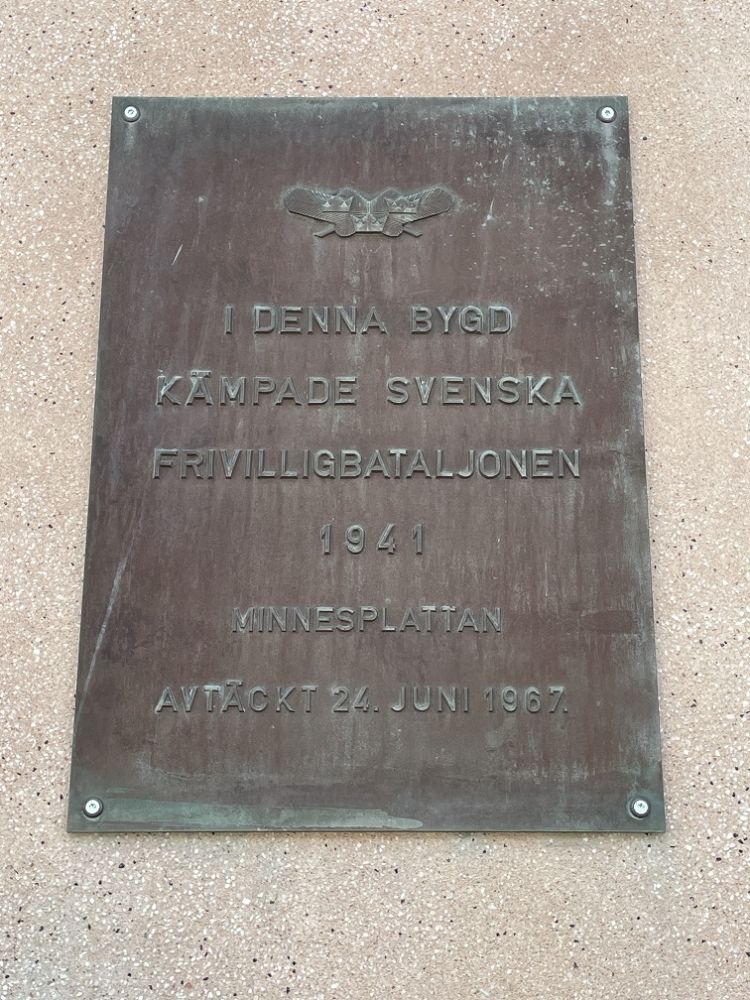 I DENNA BYGD
KÄMPADE SVENSKA
FRIVILLIGBATALJONEN
1941
MINNESPLATTAN
AVTÄCKT 24. JUNI 1967.